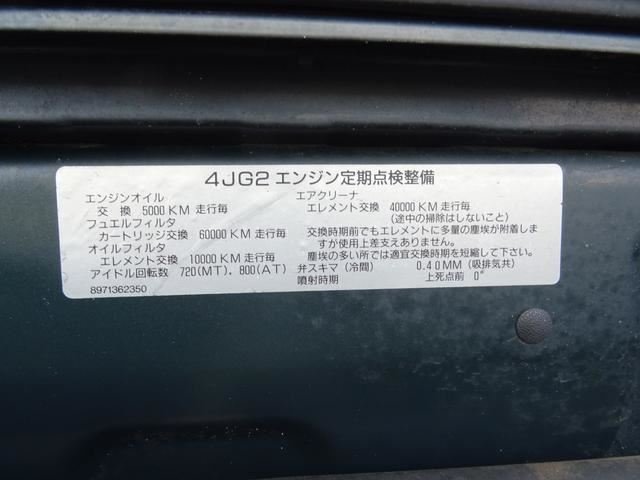 4JG2 エンジン定期点検整備
エンジンオイル
交 換 5000 KM 走行毎
フュエルフィルタ
カートリッジ交換 60000 KM 走行毎
オイルフィルタ
エレメント交換 10000 KM 走行毎
アイドル回転数 720(MT)．800(AT)
8971362350
エアクリーナ
エレメント交換 40000 KM 走行毎
(途中の掃除はしないこと)
交換時期前でもエレメントに多量の塵埃が附着しま
すが使用上差支えありません。
塵埃の多い所では適宜交換時期を短縮して下さい。
弁スキマ (冷間) 0.40MM (吸排気共)
噴射時期 上死点前 0°